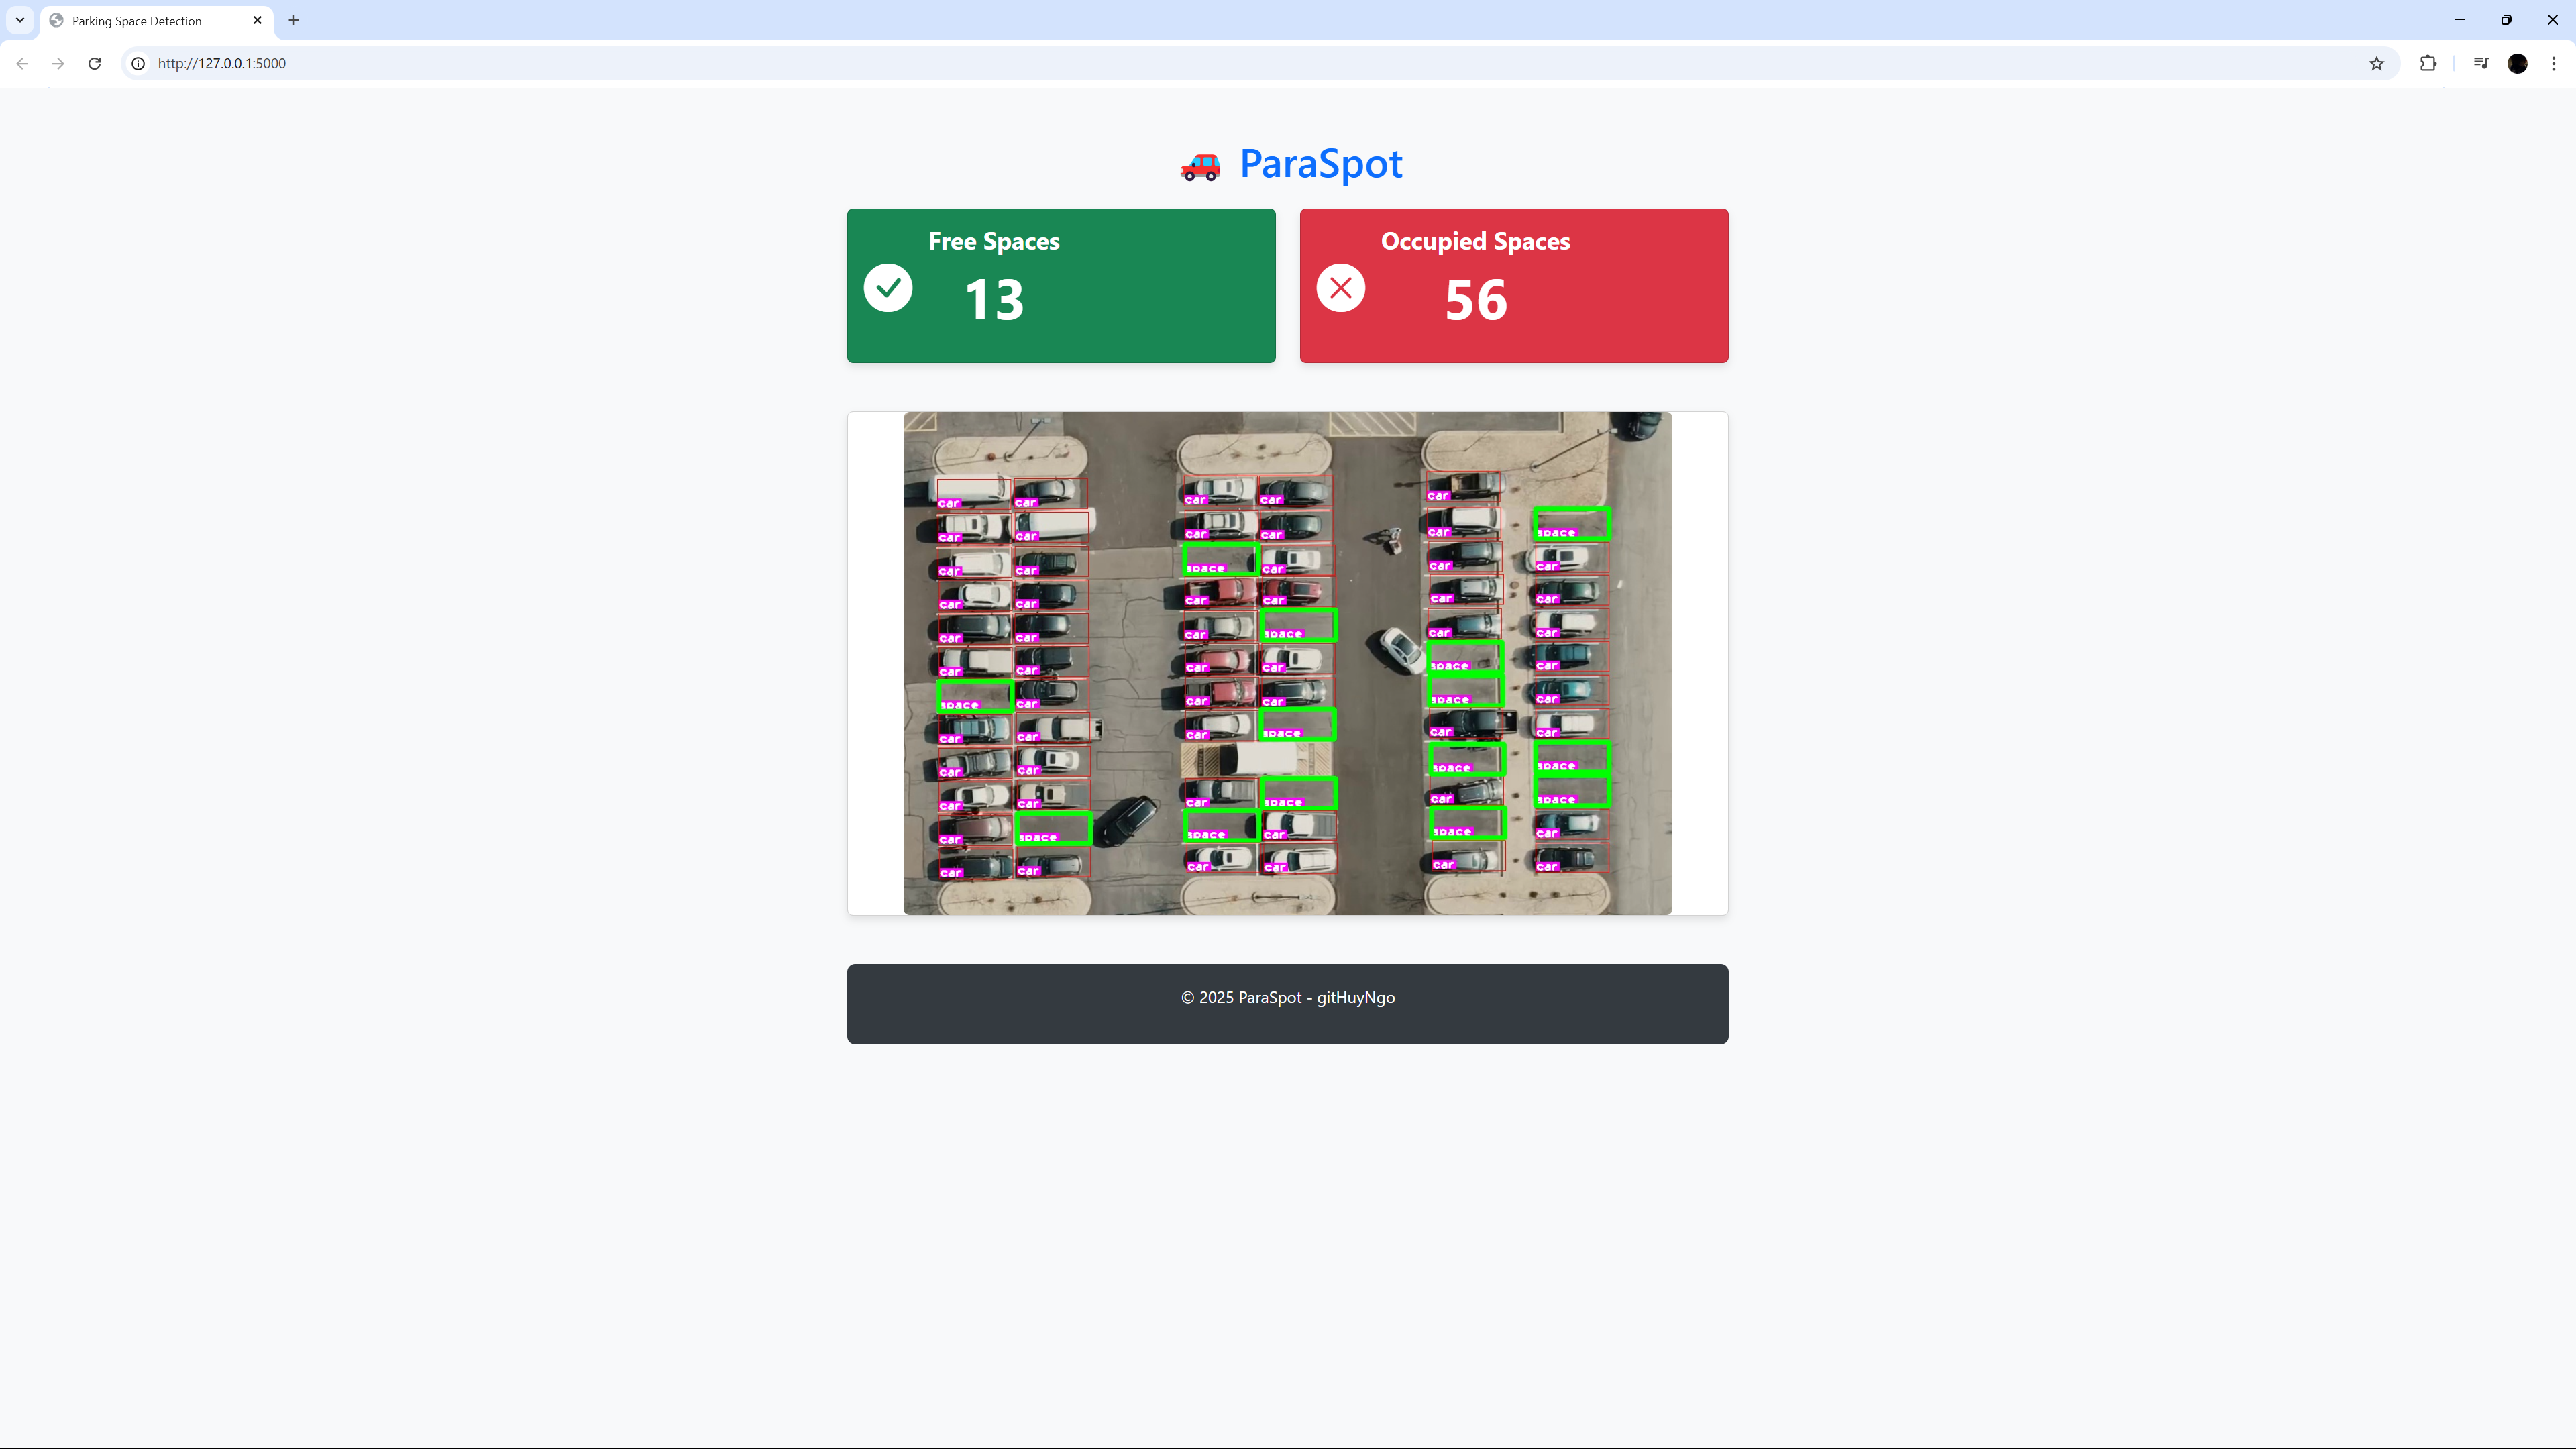 Parking Space Detection
http://127.0.0.1:5000
ParaSpot
Free Spaces
13
Occupied Spaces
56
car car car car car
car car car car car space
car car space car car car
car car car car car car
car car car space car car
car car car car space car
space car car car space car
car car car space car car
car car space space
car car car space car space
car space space car space car
car car car car car car
© 2025 ParaSpot - gitHuyNgo